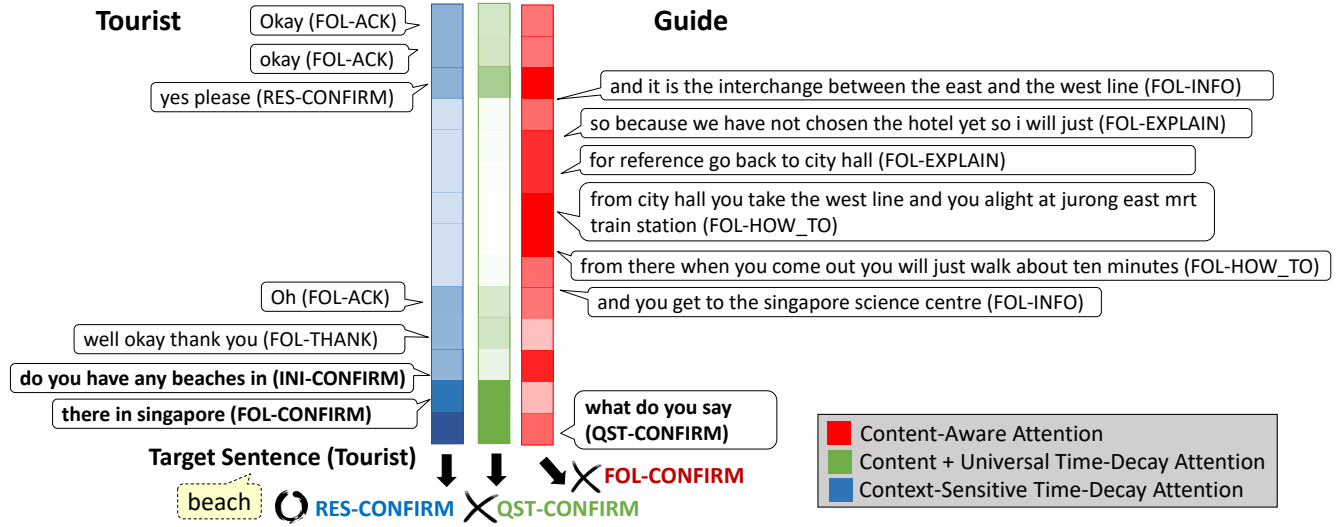 Tourist
Guide
Okay (FOL-ACK)
okay (FOL-ACK)
yes please (RES-CONFIRM)
and it is the interchange between the east and the west line (FOL-INFO)
so because we have not chosen the hotel yet so i will just (FOL-EXPLAIN)
for reference go back to city hall (FOL-EXPLAIN)
from city hall you take the west line and you alight at jurong east mrt
train station (FOL-HOW_TO)
from there when you come out you will just walk about ten minutes (FOL-HOW_TO)
Oh (FOL-ACK)
and you get to the singapore science centre (FOL-INFO)
well okay thank you (FOL-THANK)
do you have any beaches in (INI-CONFIRM)
there in singapore (FOL-CONFIRM)
what do you say
(QST-CONFIRM)
Target Sentence (Tourist)
beach
RES-CONFIRM
QST-CONFIRM
FOL-CONFIRM
Content-Aware Attention
Content + Universal Time-Decay Attention
Context-Sensitive Time-Decay Attention